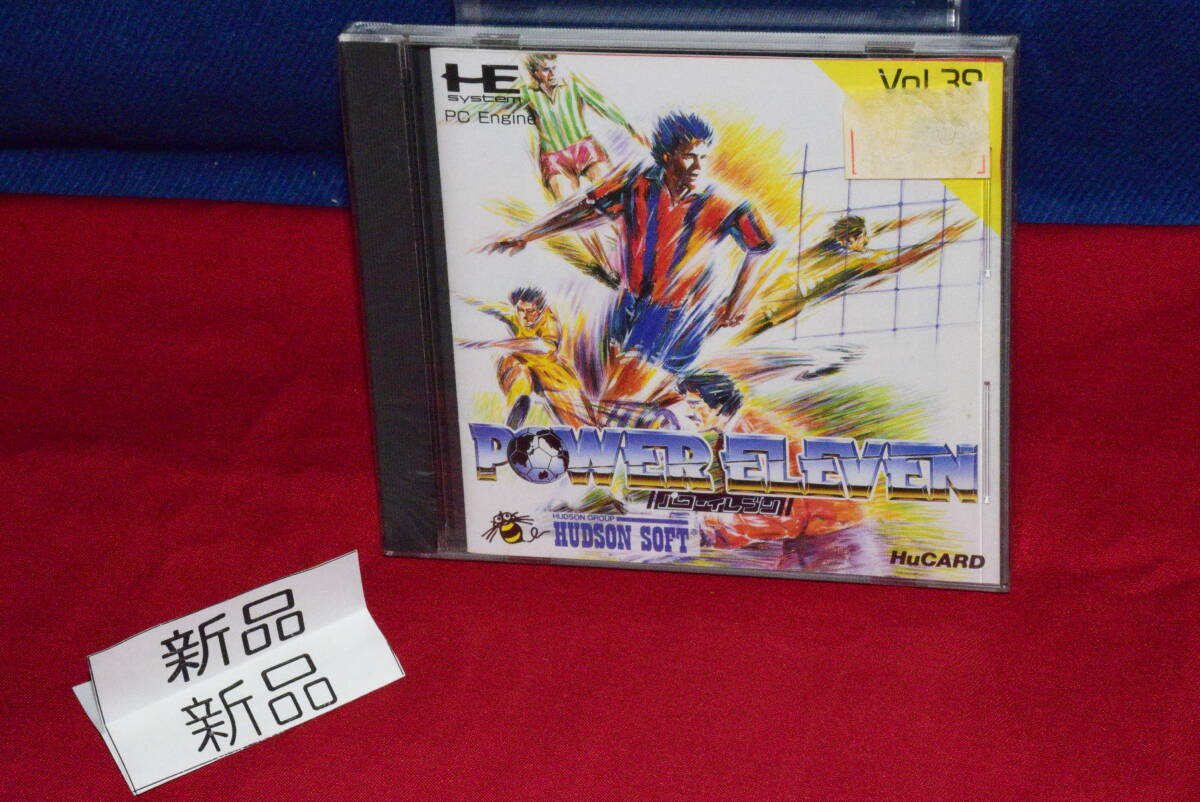 HE
system
PC Engine
Vol.39
POWER ELEVEN
パワーイレブン
HUDSON GROUP
HUDSON SOFT®
HuCARD
新品
新品